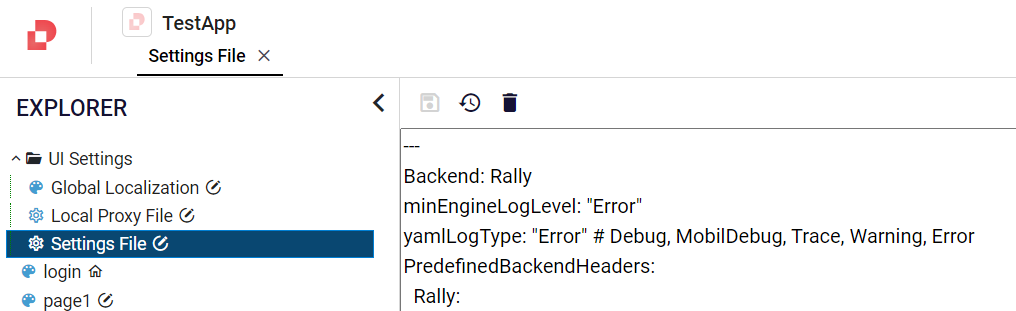 TestApp
Settings File
EXPLORER
UI Settings
Global Localization
Local Proxy File
Settings File
login
page1
---
Backend: Rally
minEngineLogLevel: "Error"
yamlLogType: "Error" # Debug, MobilDebug, Trace, Warning, Error
PredefinedBackendHeaders:
  Rally: